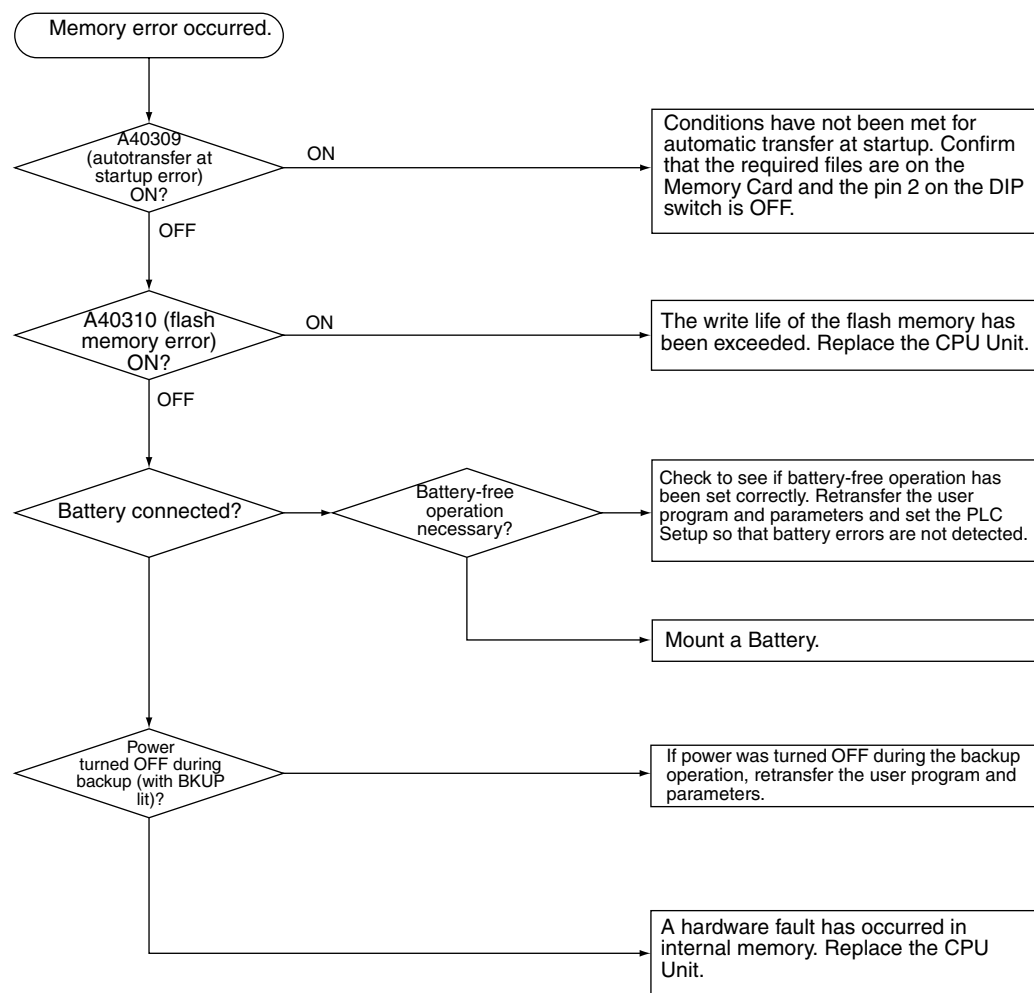 Memory error occurred.
A40309
(autotransfer at
startup error)
ON?
ON
Conditions have not been met for
automatic transfer at startup. Confirm
that the required files are on the
Memory Card and the pin 2 on the DIP
switch is OFF.
OFF
A40310 (flash
memory error)
ON?
ON
The write life of the flash memory has
been exceeded. Replace the CPU Unit.
OFF
Battery connected?
Battery-free
operation
necessary?
Check to see if battery-free operation has
been set correctly. Retransfer the user
program and parameters and set the PLC
Setup so that battery errors are not detected.
Mount a Battery.
Power
turned OFF during
backup (with BKUP
lit)?
If power was turned OFF during the backup
operation, retransfer the user program and
parameters.
A hardware fault has occurred in
internal memory. Replace the CPU
Unit.